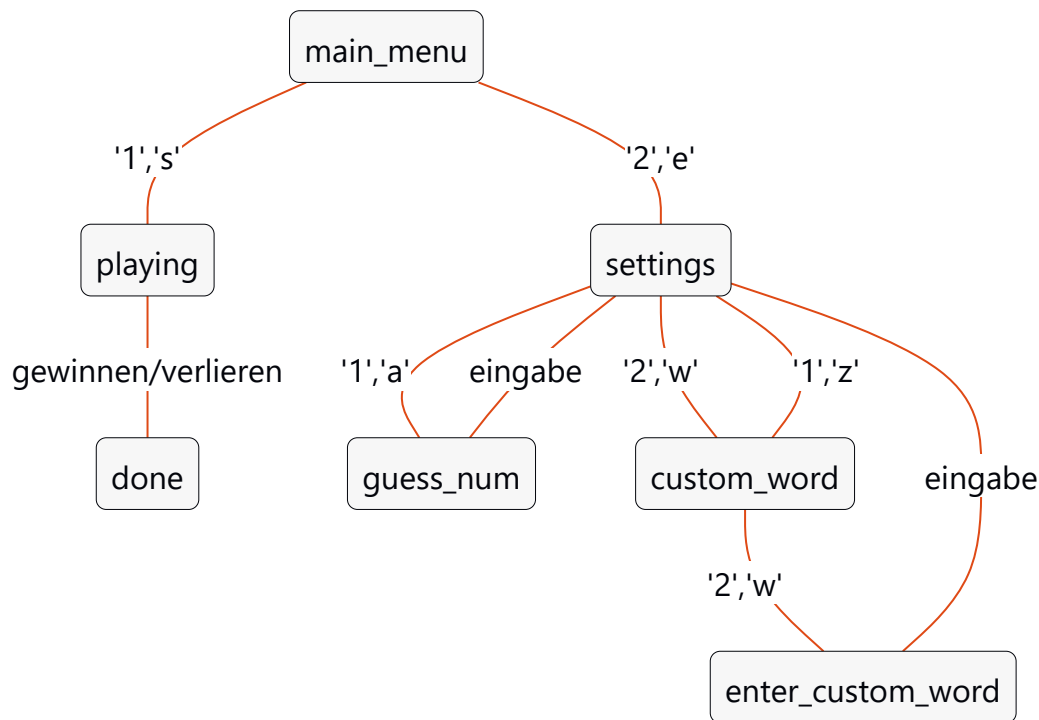 main_menu
'1','s'
'2','e'
playing
settings
gewinnen/verlieren
'1','a'
eingabe
'2','w'
'1','z'
done
guess_num
custom_word
eingabe
'2','w'
enter_custom_word